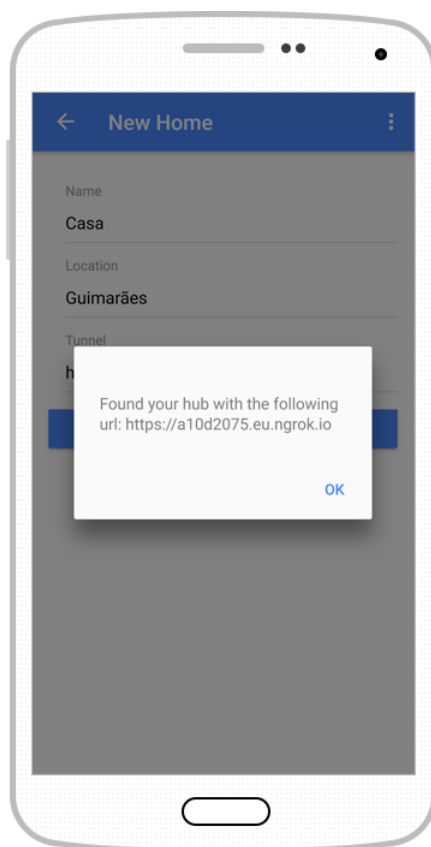 New Home
Name
Casa
Location
Guimarães
Tunnel
h
Found your hub with the following
url: https://a10d2075.eu.ngrok.io
OK